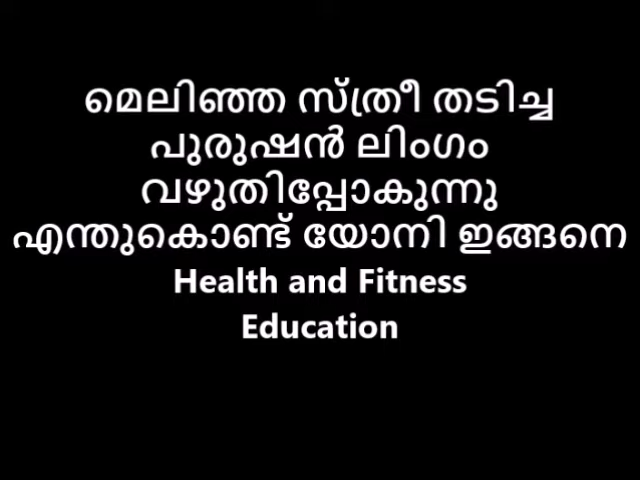 മെലിഞ്ഞ സ്ത്രീ തടിച്ച
പുരുഷൻ ലിംഗം
വഴുതിപ്പോകുന്നു
എന്തുകൊണ്ട് യോനി ഇങ്ങനെ
Health and Fitness
Education